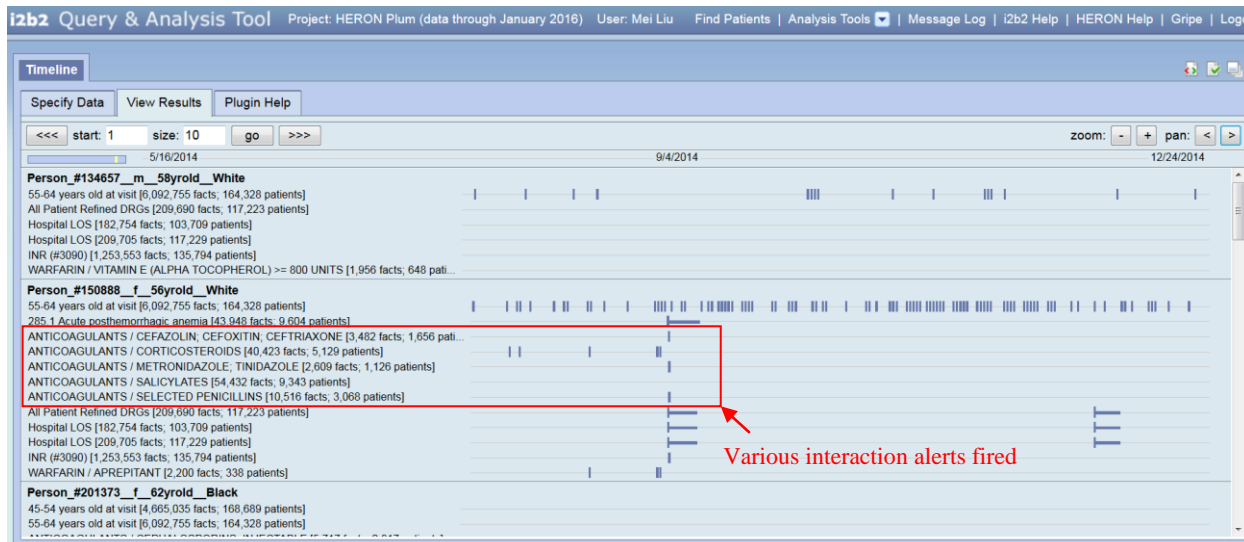 i2b2 Query & Analysis Tool Project: HERON Plum (data through January 2016) User: Mei Liu Find Patients | Analysis Tools | Message Log | i2b2 Help | HERON Help | Gripe | Logo
Timeline
Specify Data View Results Plugin Help
<<< start: 1 size: 10 go >>> zoom: - + pan: < >
5/16/2014 9/4/2014 12/24/2014
Person_#134657__m__58yrold__White
55-64 years old at visit [6,092,755 facts; 164,328 patients]
All Patient Refined DRGs [209,690 facts; 117,223 patients]
Hospital LOS [182,754 facts; 103,709 patients]
Hospital LOS [209,705 facts; 117,229 patients]
INR (#3090) [1,253,553 facts; 135,794 patients]
WARFARIN / VITAMIN E (ALPHA TOCOPHEROL) >= 800 UNITS [1,956 facts; 648 pati...
Person_#150888__f__56yrold__White
55-64 years old at visit [6,092,755 facts; 164,328 patients]
285.1 Acute posthemorrhagic anemia [43,948 facts; 9,604 patients]
ANTICOAGULANTS / CEFAZOLIN; CEFOXITIN; CEFTRIAXONE [3,482 facts; 1,656 pati...
ANTICOAGULANTS / CORTICOSTEROIDS [40,423 facts; 5,129 patients]
ANTICOAGULANTS / METRONIDAZOLE; TINIDAZOLE [2,609 facts; 1,126 patients]
ANTICOAGULANTS / SALICYLATES [54,432 facts; 9,343 patients]
ANTICOAGULANTS / SELECTED PENICILLINS [10,516 facts; 3,068 patients]
All Patient Refined DRGs [209,690 facts; 117,223 patients]
Hospital LOS [182,754 facts; 103,709 patients]
Hospital LOS [209,705 facts; 117,229 patients]
Various interaction alerts fired
INR (#3090) [1,253,553 facts; 135,794 patients]
WARFARIN / APREPITANT [2,200 facts; 338 patients]
Person_#201373__f__62yrold__Black
45-54 years old at visit [4,665,035 facts; 168,689 patients]
55-64 years old at visit [6,092,755 facts; 164,328 patients]